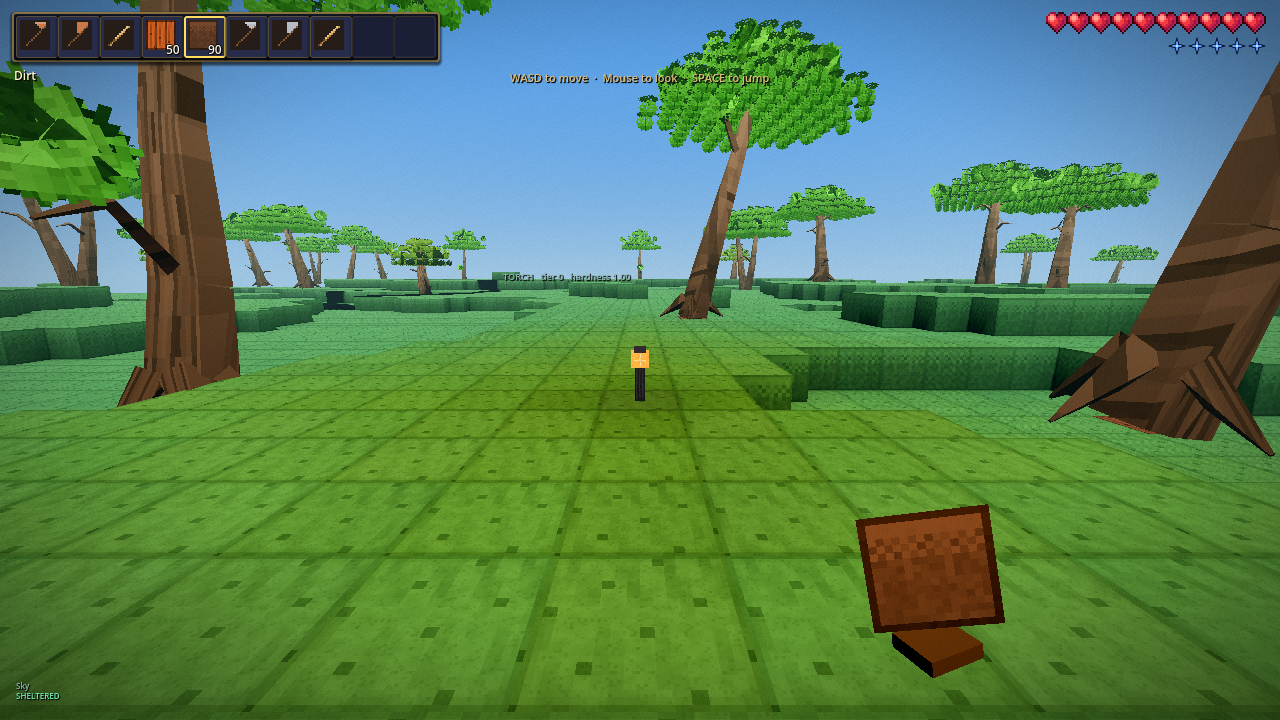 50
90
Dirt
WASD to move · Mouse to look · SPACE to jump
TORCH tier 0 hardness 1.00
Sky
SHELTERED